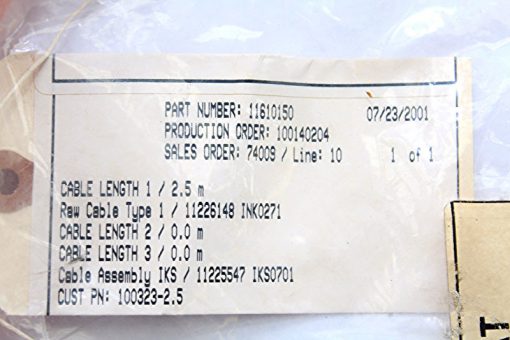 PART NUMBER: 11610150 07/23/2001
PRODUCTION ORDER: 100140204
SALES ORDER: 74009 / Line: 10 1 of 1
CABLE LENGTH 1 / 2.5 m
Raw Cable Type 1 / 11226148 INK0271
CABLE LENGTH 2 / 0.0 m
CABLE LENGTH 3 / 0.0 m
Cable Assembly IKS / 11225547 IKS0701
CUST PN: 100323-2.5